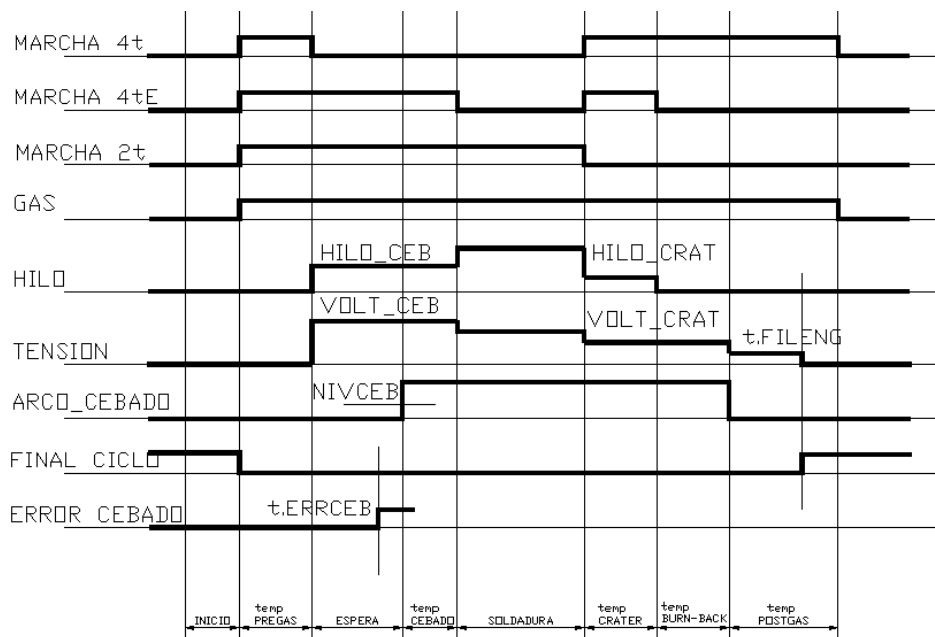 MARCHA 4t
MARCHA 4tE
MARCHA 2t
GAS
HILO_CEB HILO_CRAT
HILO
VOLT_CEB VOLT_CRAT
t.FILENG
TENSION
NIVCEB
ARCO_CEBADO
FINAL CICLO
t.ERRCEB
ERROR CEBADO
temp temp temp temp temp
INICIO PREGAS ESPERA CEBADO SOLDADURA CRATER BURN-BACK POSTGAS